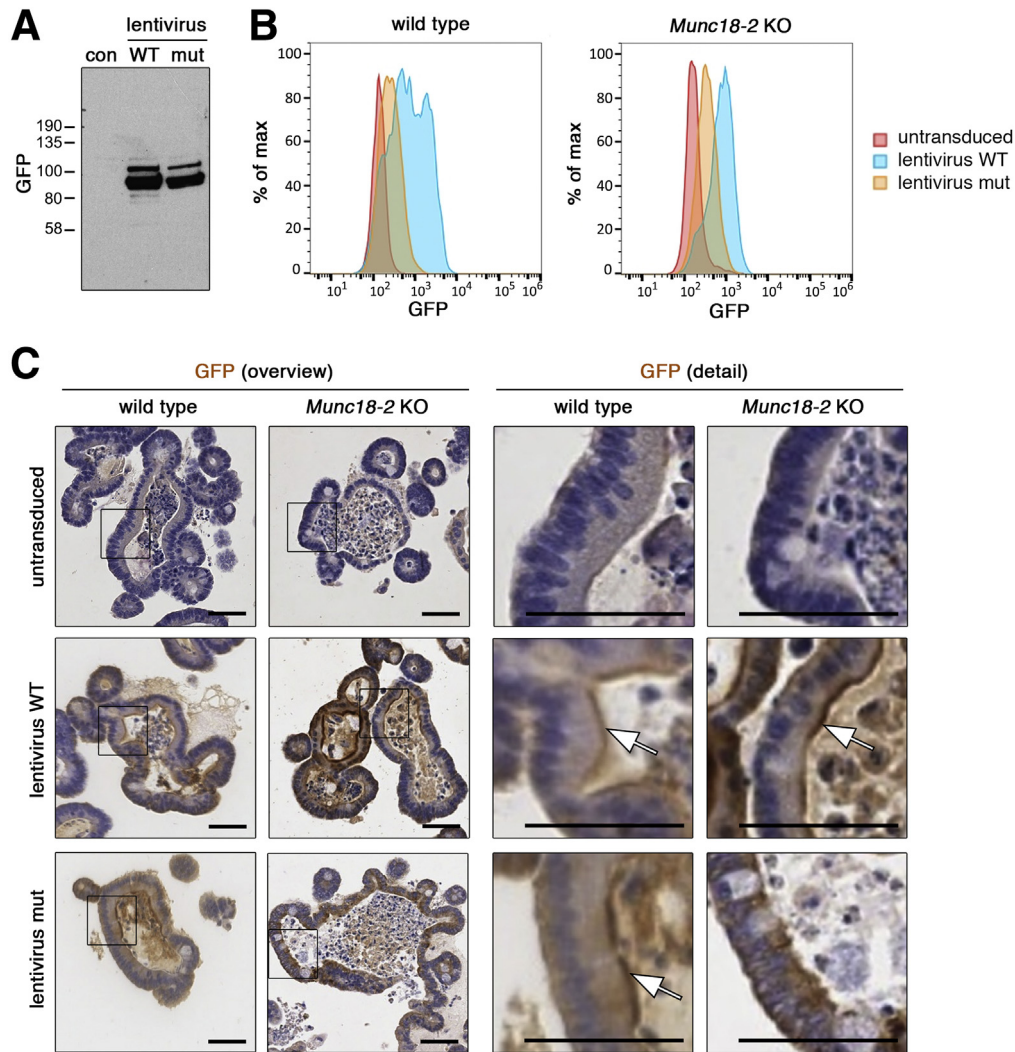 A
lentivirus
con WT mut
GFP
190
135
100
80
58
B
wild type
% of max
100
80
60
40
20
0
10¹ 10² 10³ 10⁴ 10⁵ 10⁶
GFP
Munc18-2 KO
% of max
100
80
60
40
20
0
10¹ 10² 10³ 10⁴ 10⁵ 10⁶
GFP
untransduced
lentivirus WT
lentivirus mut
C
GFP (overview) GFP (detail)
wild type Munc18-2 KO wild type Munc18-2 KO
untransduced
lentivirus WT
lentivirus mut